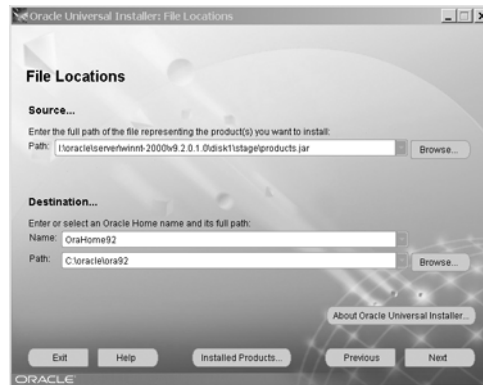 Oracle Universal Installer: File Locations
File Locations
Source...
Enter the full path of the file representing the product(s) you want to install:
Path: I:\oracle\server\winnt-2000\v9.2.0.1.0\disk1\stage\products.jar Browse...
Destination...
Enter or select an Oracle Home name and its full path:
Name: OraHome92
Path: C:\oracle\ora92 Browse...
About Oracle Universal Installer...
Exit Help Installed Products... Previous Next
ORACLE